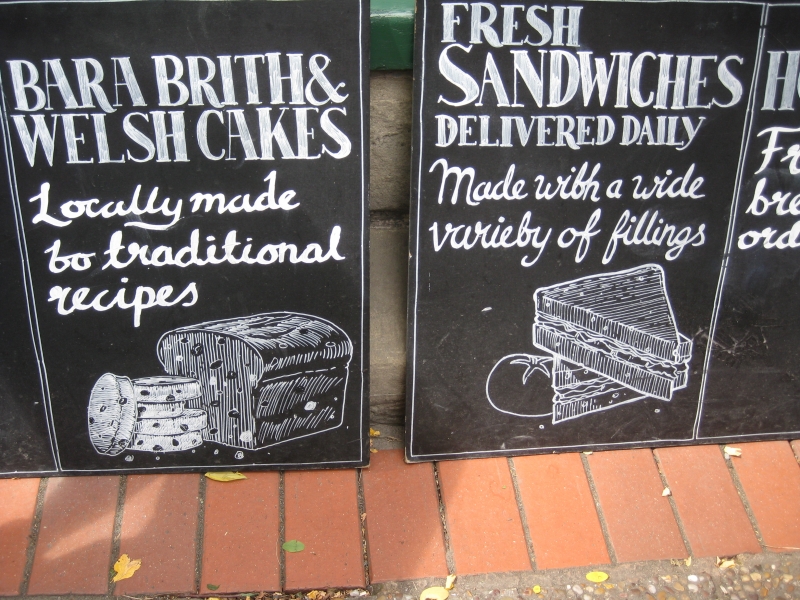 BARA BRITH &
WELSH CAKES
Locally made
to traditional
recipes
FRESH
SANDWICHES
DELIVERED DAILY
Made with a wide
variety of fillings